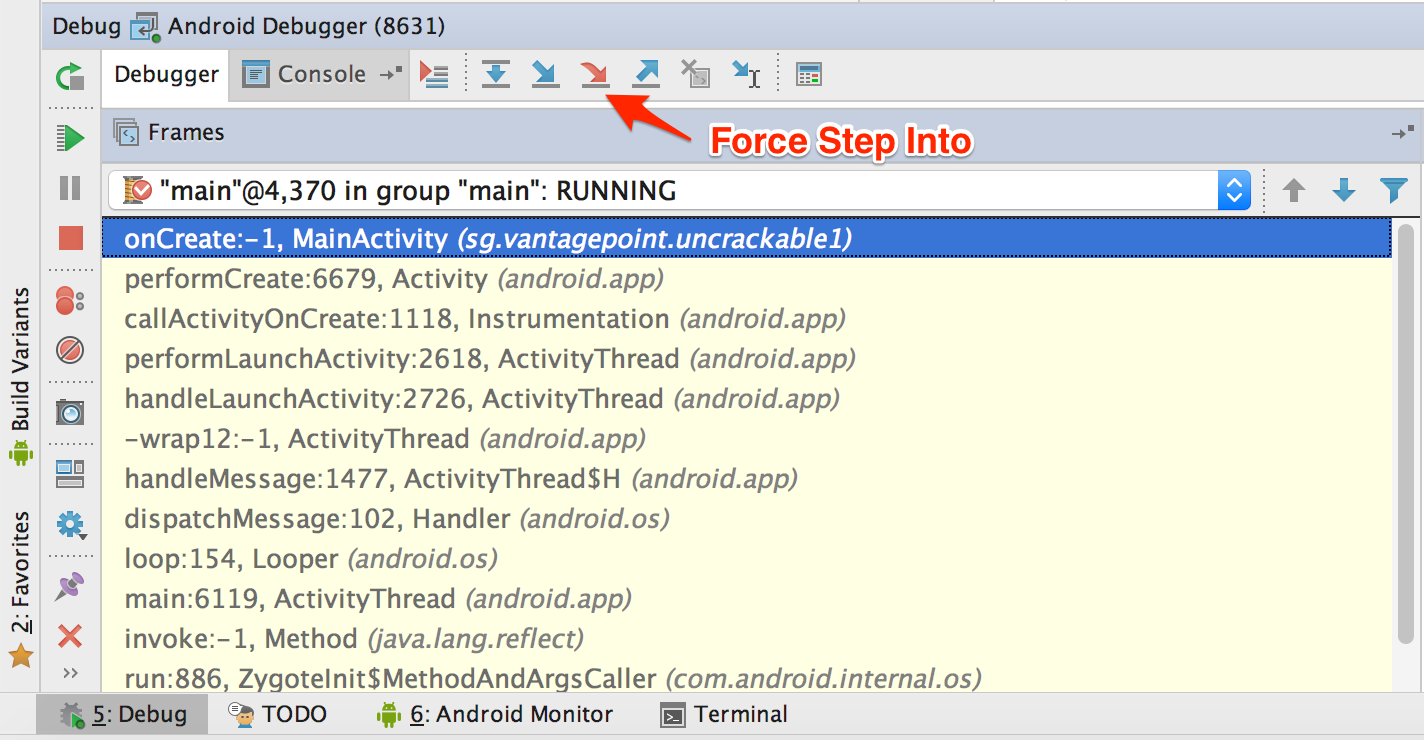 Debug Android Debugger (8631)
Debugger Console
Force Step Into
Frames
"main"@4,370 in group "main": RUNNING
onCreate:-1, MainActivity (sg.vantagepoint.uncrackable1)
performCreate:6679, Activity (android.app)
callActivityOnCreate:1118, Instrumentation (android.app)
performLaunchActivity:2618, ActivityThread (android.app)
handleLaunchActivity:2726, ActivityThread (android.app)
-wrap12:-1, ActivityThread (android.app)
handleMessage:1477, ActivityThread$H (android.app)
dispatchMessage:102, Handler (android.os)
loop:154, Looper (android.os)
main:6119, ActivityThread (android.app)
invoke:-1, Method (java.lang.reflect)
run:886, ZygoteInit$MethodAndArgsCaller (com.android.internal.os)
Build Variants
2: Favorites
5: Debug TODO 6: Android Monitor Terminal